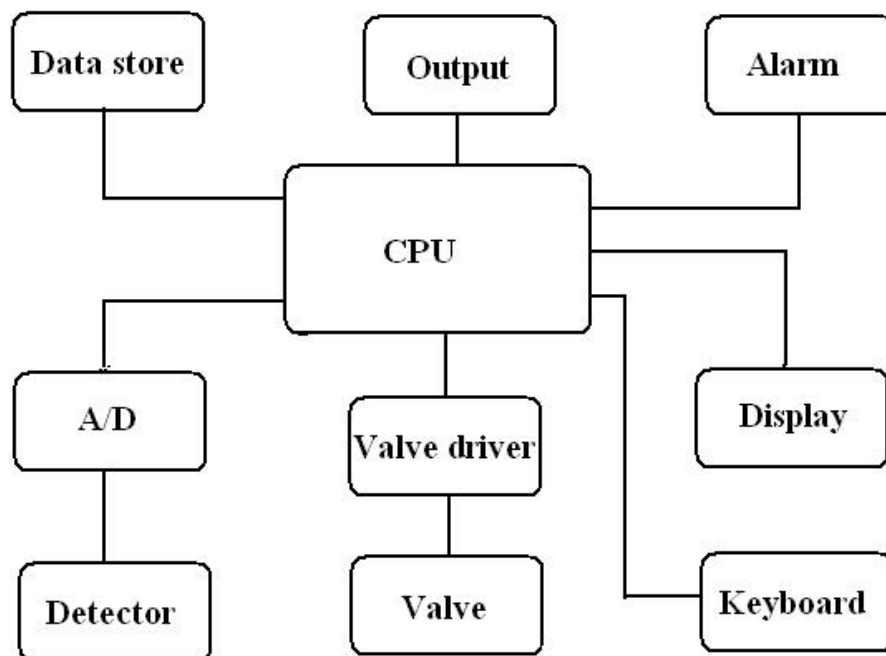 Data store
Output
Alarm
CPU
A/D
Valve driver
Display
Detector
Valve
Keyboard